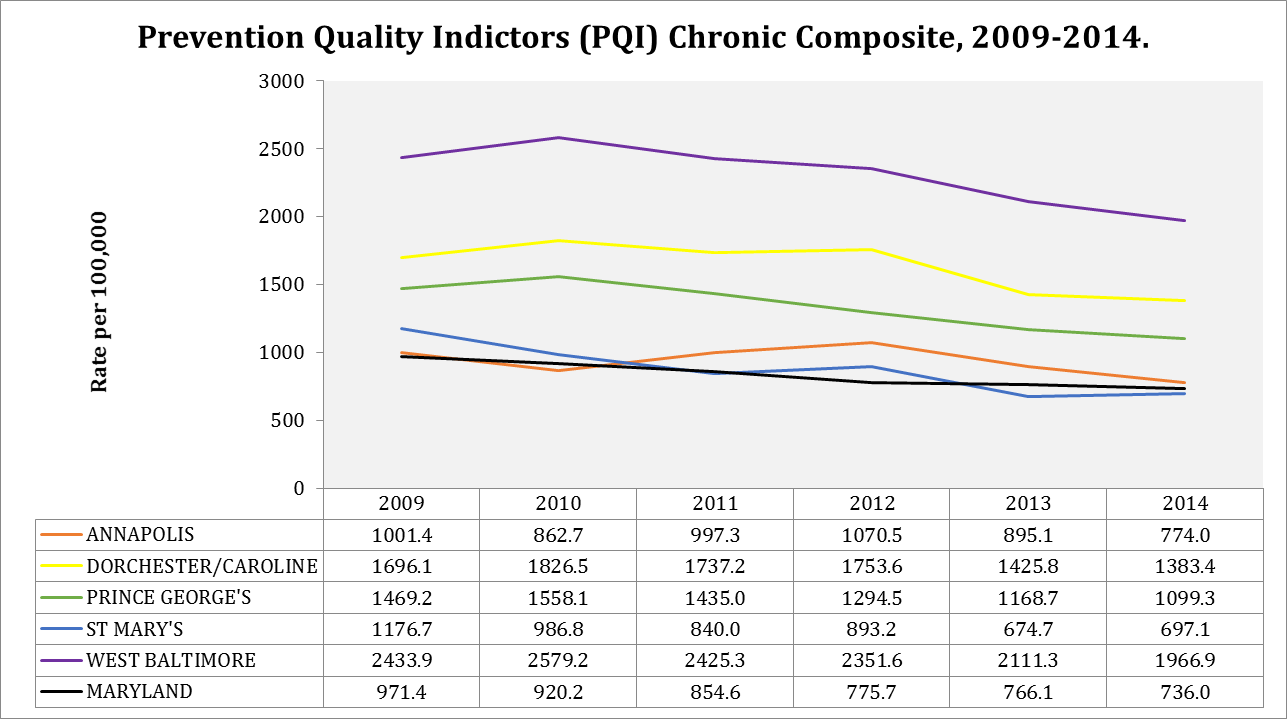 Prevention Quality Indictors (PQI) Chronic Composite, 2009-2014.
3000
2500
2000
1500
1000
500
0
Rate per 100,000
2009 2010 2011 2012 2013 2014
ANNAPOLIS 1001.4 862.7 997.3 1070.5 895.1 774.0
DORCHESTER/CAROLINE 1696.1 1826.5 1737.2 1753.6 1425.8 1383.4
PRINCE GEORGE'S 1469.2 1558.1 1435.0 1294.5 1168.7 1099.3
ST MARY'S 1176.7 986.8 840.0 893.2 674.7 697.1
WEST BALTIMORE 2433.9 2579.2 2425.3 2351.6 2111.3 1966.9
MARYLAND 971.4 920.2 854.6 775.7 766.1 736.0